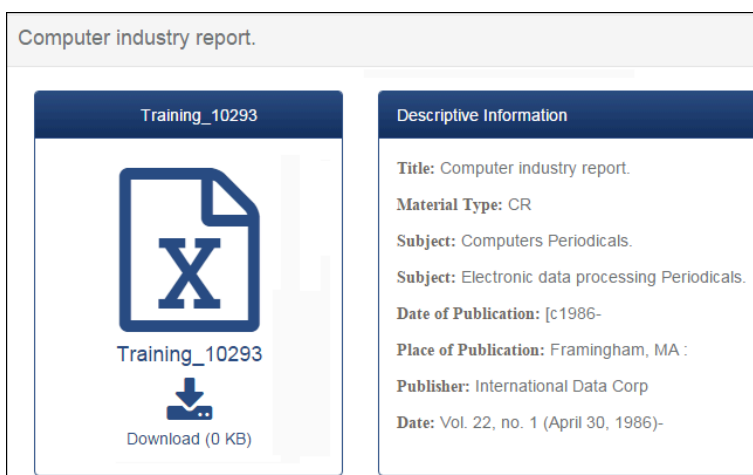 Computer industry report.
Training_10293
X
Training_10293
Download (0 KB)
Descriptive Information
Title: Computer industry report.
Material Type: CR
Subject: Computers Periodicals.
Subject: Electronic data processing Periodicals.
Date of Publication: [c1986-
Place of Publication: Framingham, MA :
Publisher: International Data Corp
Date: Vol. 22, no. 1 (April 30, 1986)-